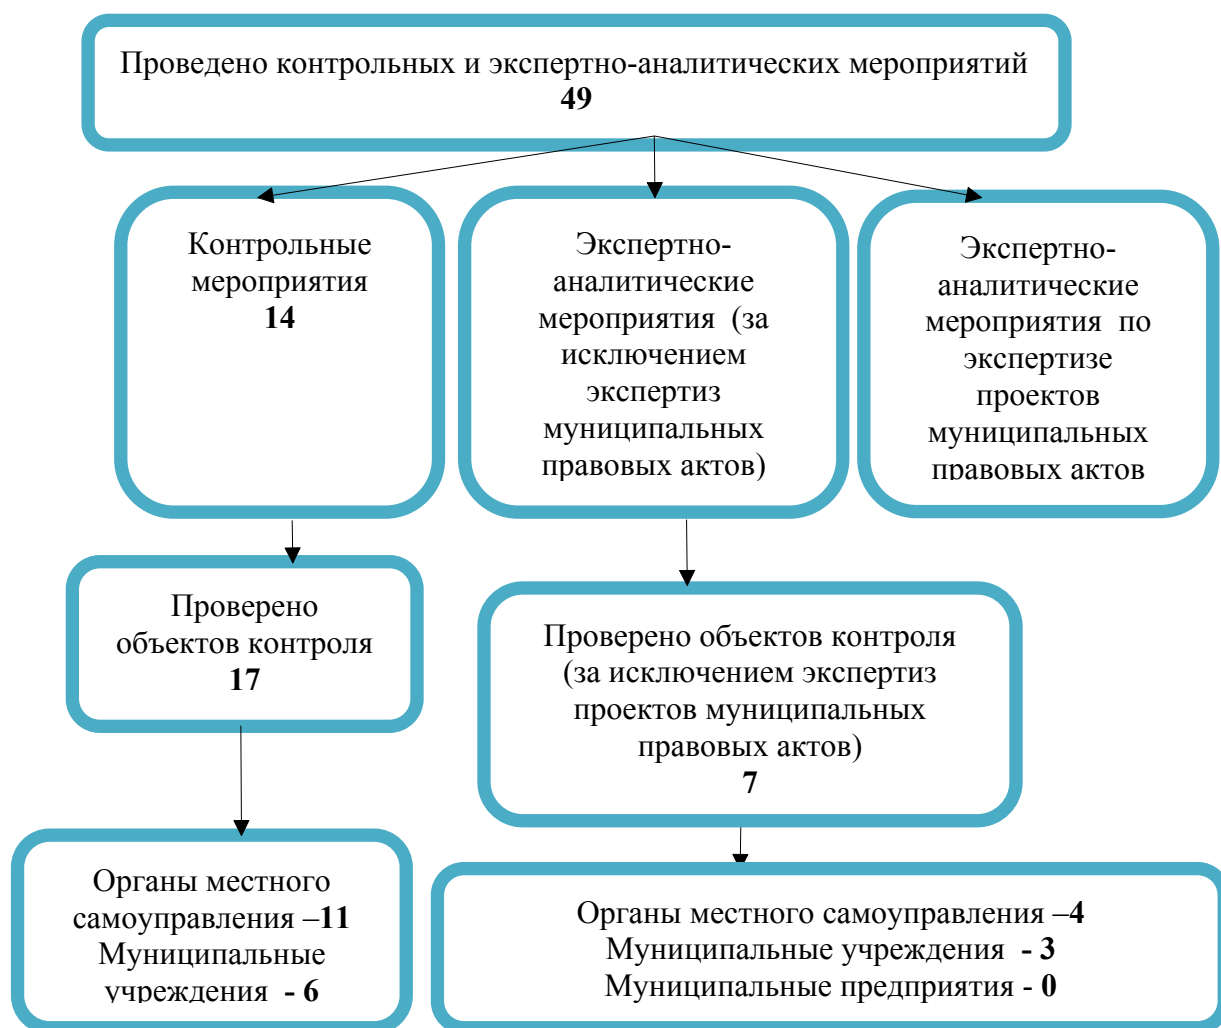 Проведено контрольных и экспертно-аналитических мероприятий
49
Контрольные
мероприятия
14
Экспертно-
аналитические
мероприятия (за
исключением
экспертиз
муниципальных
правовых актов)
Экспертно-
аналитические
мероприятия по
экспертизе
проектов
муниципальных
правовых актов
Проверено
объектов контроля
17
Проверено объектов контроля
(за исключением экспертиз
проектов муниципальных
правовых актов)
7
Органы местного
самоуправления –11
Муниципальные
учреждения - 6
Органы местного самоуправления –4
Муниципальные учреждения - 3
Муниципальные предприятия - 0